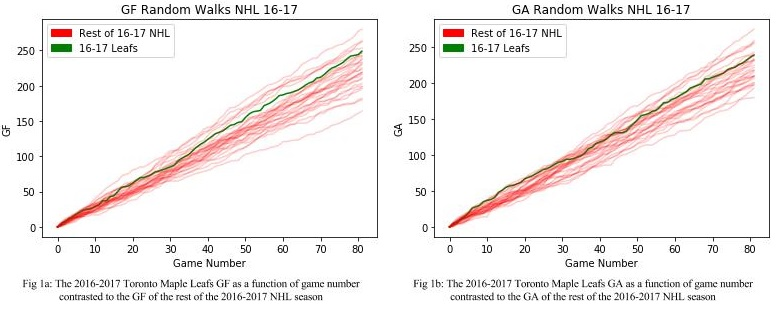 GF Random Walks NHL 16-17
Rest of 16-17 NHL
16-17 Leafs
GF
250
200
150
100
50
0
0 10 20 30 40 50 60 70 80
Game Number
Fig 1a: The 2016-2017 Toronto Maple Leafs GF as a function of game number
contrasted to the GF of the rest of the 2016-2017 NHL season
GA Random Walks NHL 16-17
Rest of 16-17 NHL
16-17 Leafs
GA
250
200
150
100
50
0
0 10 20 30 40 50 60 70 80
Game Number
Fig 1b: The 2016-2017 Toronto Maple Leafs GA as a function of game number
contrasted to the GA of the rest of the 2016-2017 NHL season